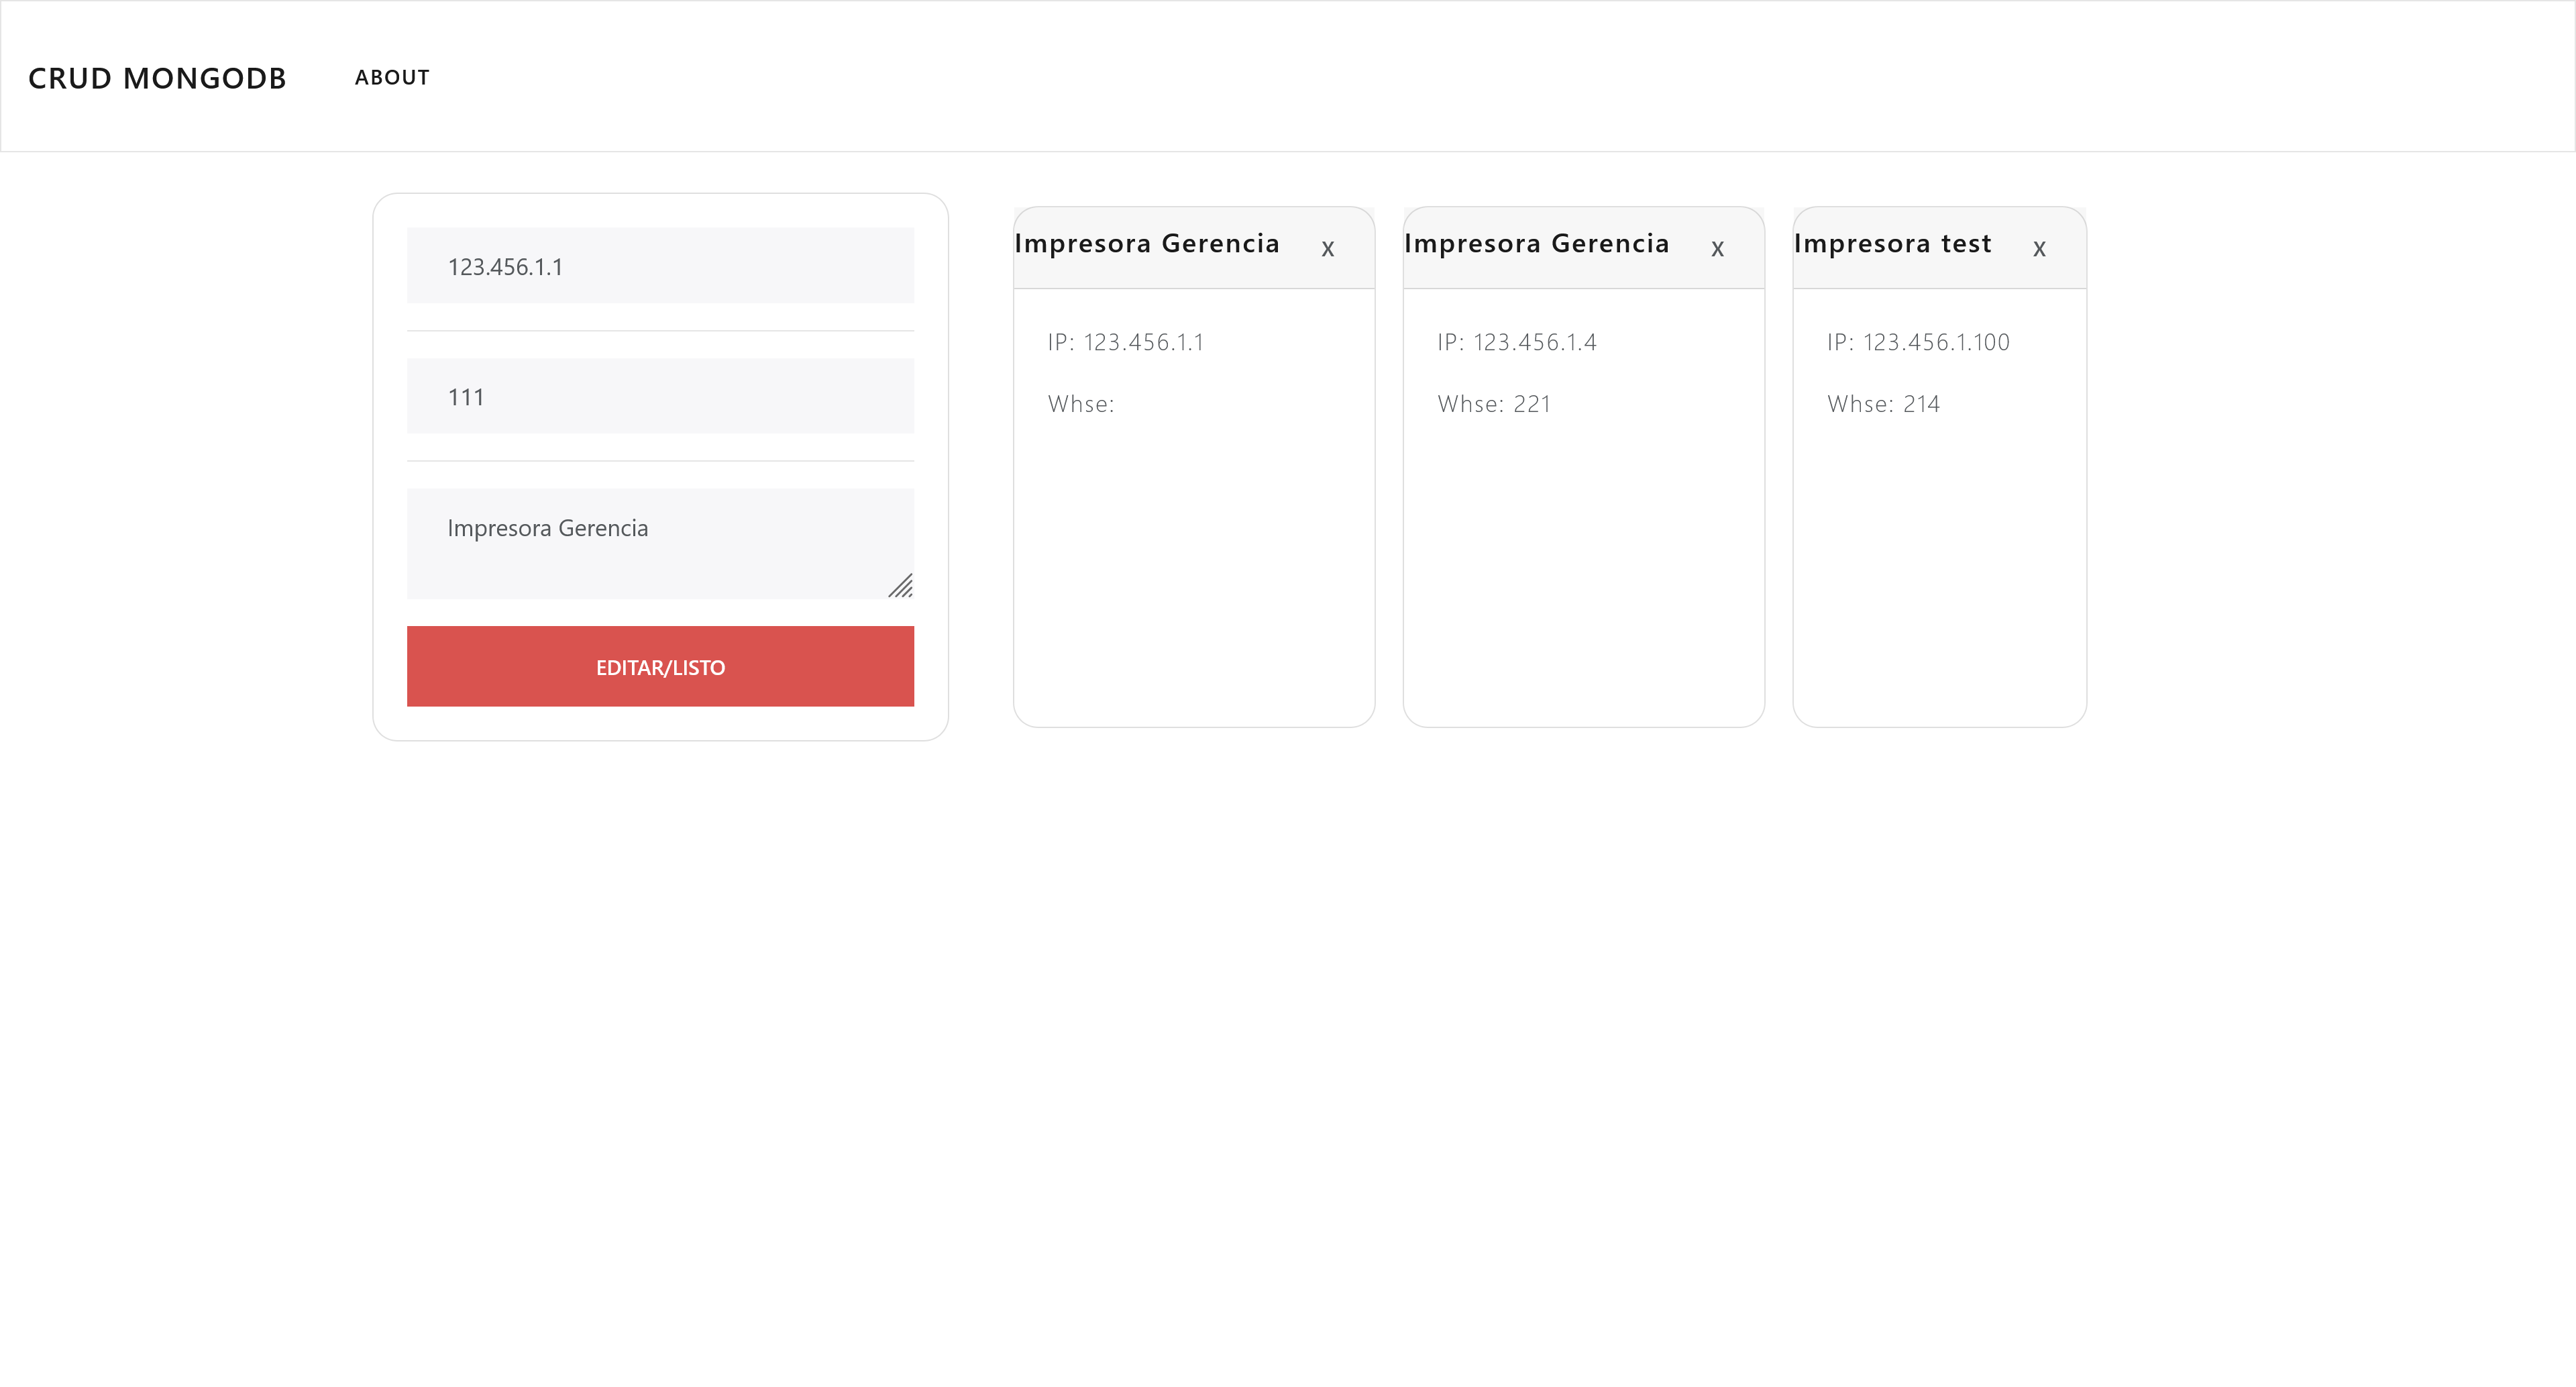 CRUD MONGODB
ABOUT
123.456.1.1
111
Impresora Gerencia
EDITAR/LISTO
Impresora Gerencia x
IP: 123.456.1.1
Whse:
Impresora Gerencia x
IP: 123.456.1.4
Whse: 221
Impresora test x
IP: 123.456.1.100
Whse: 214